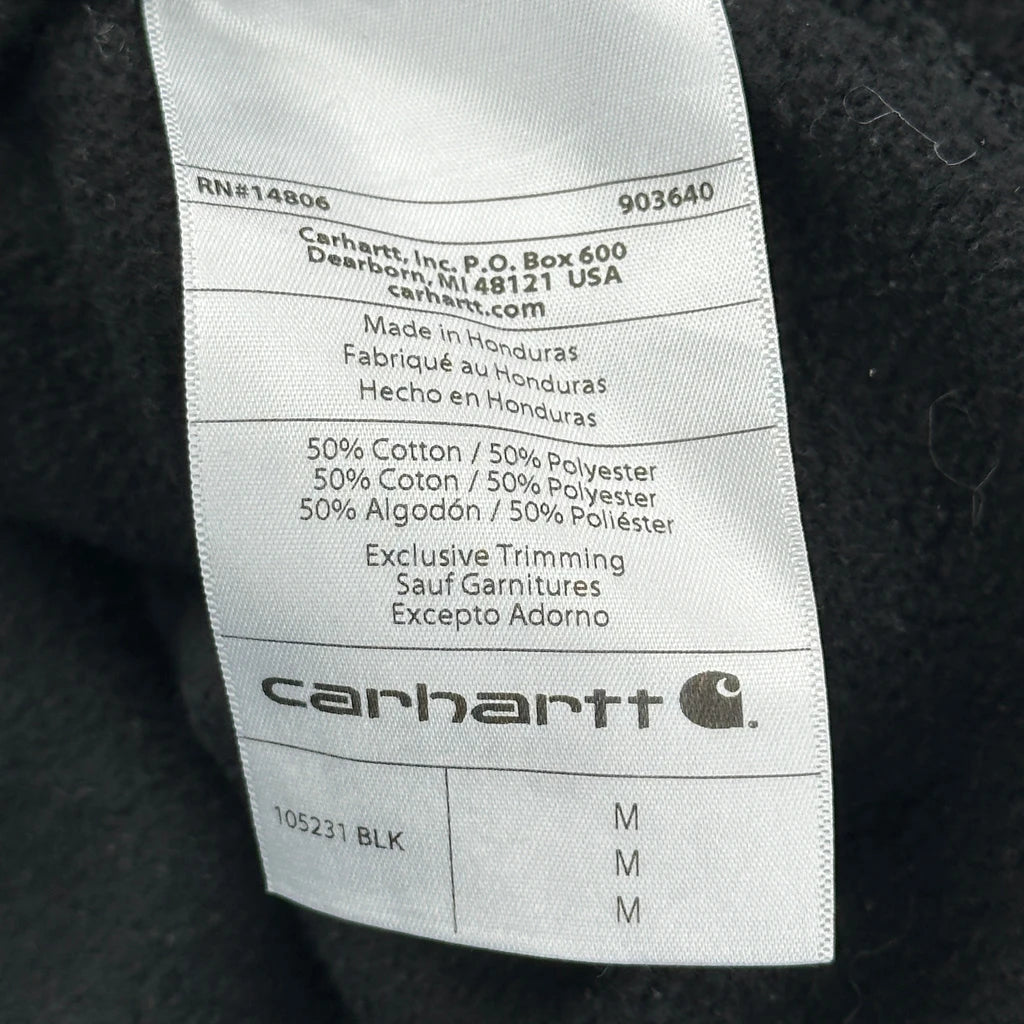 RN#14806 903640
Carhartt, Inc. P.O. Box 600
Dearborn, MI 48121 USA
carhartt.com
Made in Honduras
Fabriqué au Honduras
Hecho en Honduras
50% Cotton / 50% Polyester
50% Coton / 50% Polyester
50% Algodón / 50% Poliéster
Exclusive Trimming
Sauf Garnitures
Excepto Adorno
carhartt
105231 BLK
M
M
M